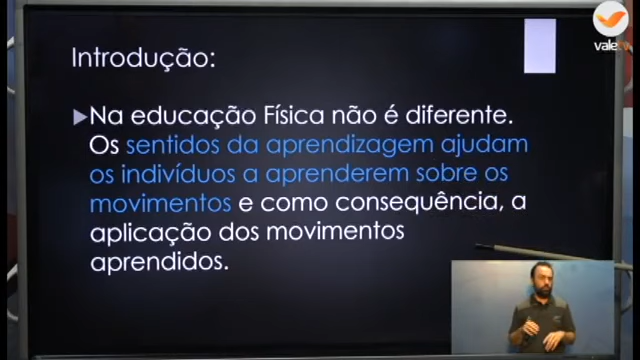 vale
Introdução:
Na educação Física não é diferente.
Os sentidos da aprendizagem ajudam
os indivíduos a aprenderem sobre os
movimentos e como consequência, a
aplicação dos movimentos
aprendidos.